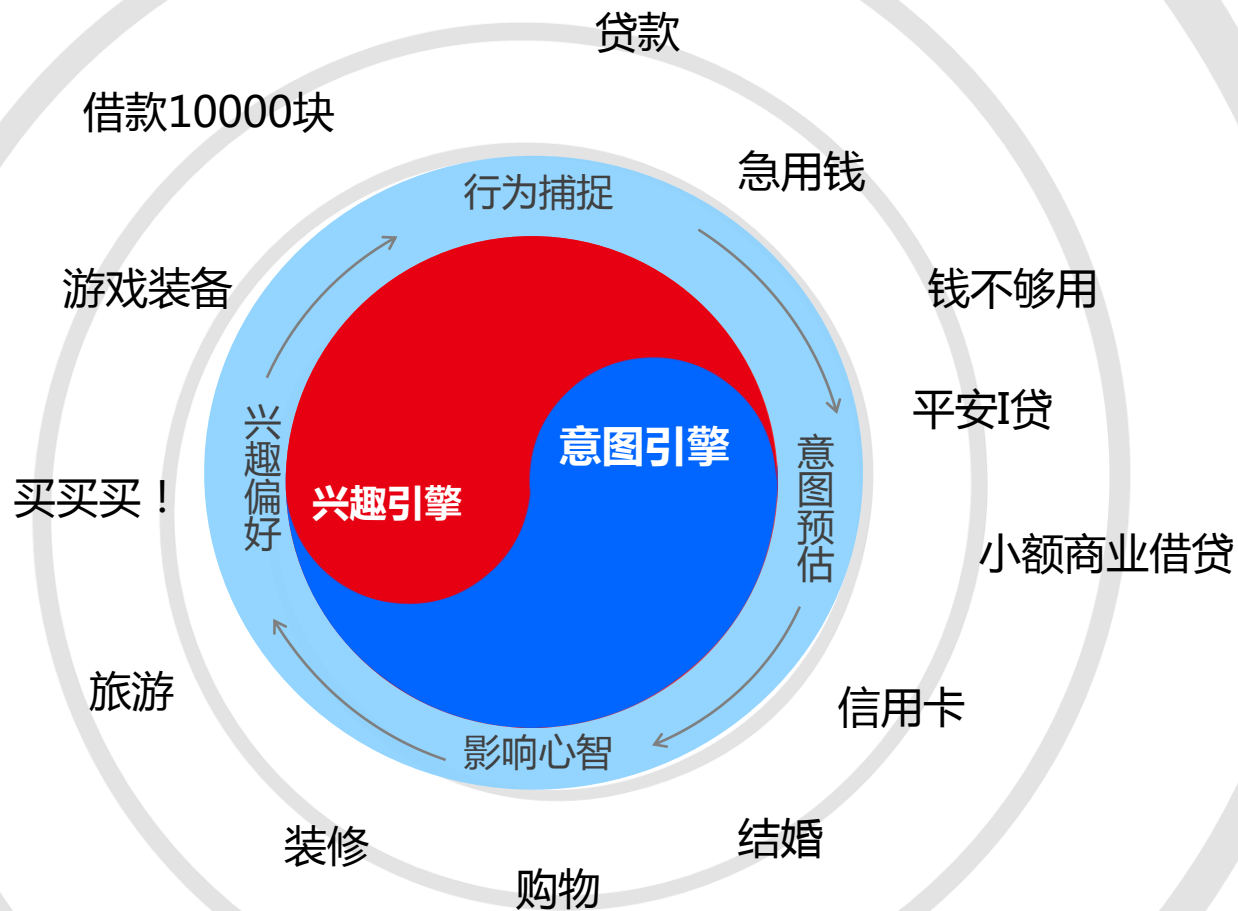 贷款
借款10000块
急用钱
行为捕捉
游戏装备
钱不够用
平安I贷
兴趣偏好
意图引擎
意图预估
兴趣引擎
买买买！
小额商业借贷
旅游
信用卡
影响心智
装修
结婚
购物